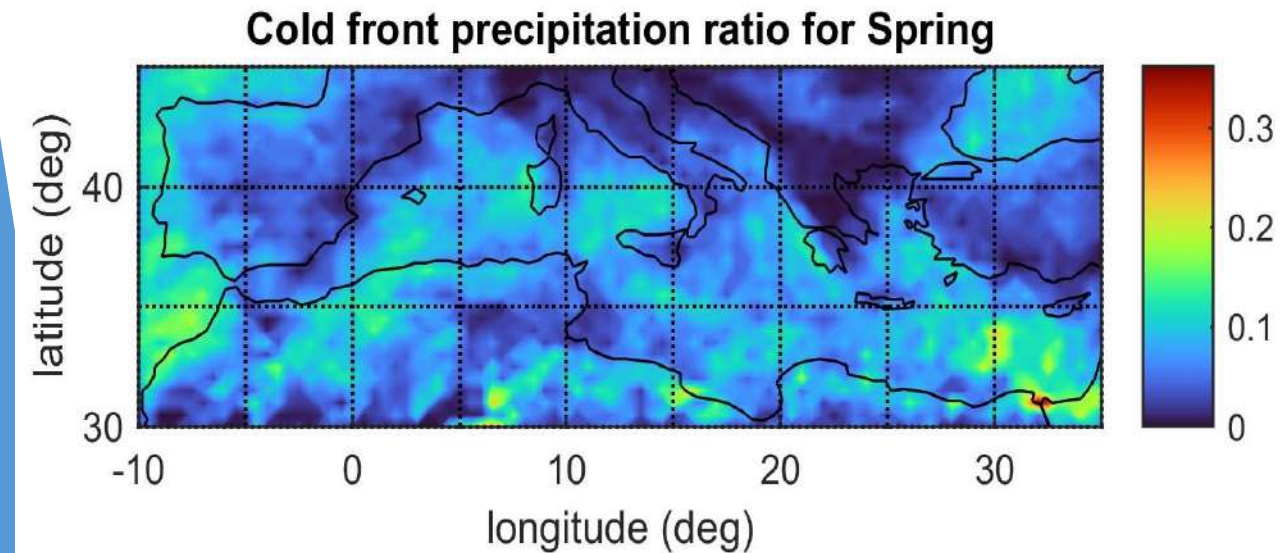 Cold front precipitation ratio for Spring
latitude (deg)
40
30
-10 0 10 20 30
longitude (deg)
0.3
0.2
0.1
0